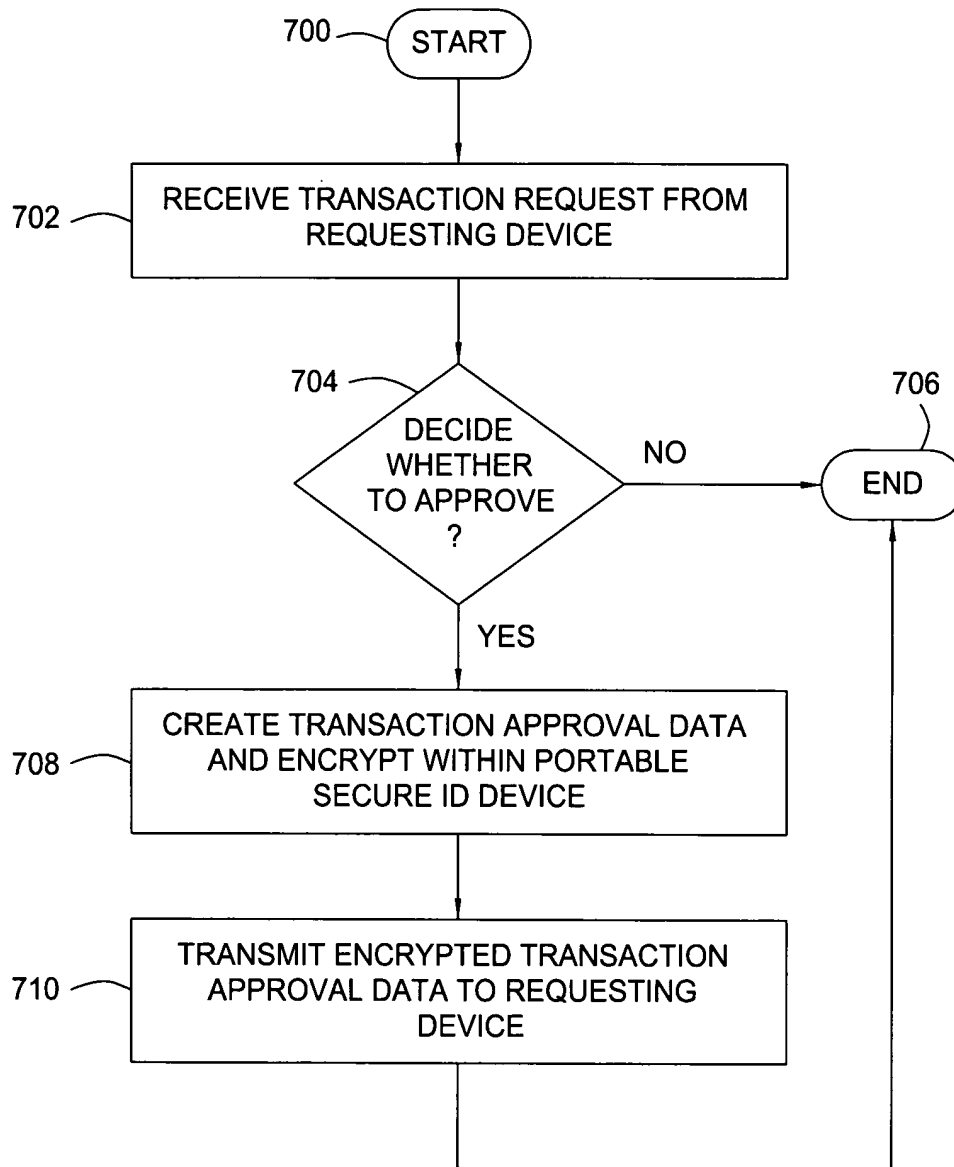 700
START
702
RECEIVE TRANSACTION REQUEST FROM
REQUESTING DEVICE
704
DECIDE
WHETHER
TO APPROVE
?
NO
706
END
YES
708
CREATE TRANSACTION APPROVAL DATA
AND ENCRYPT WITHIN PORTABLE
SECURE ID DEVICE
710
TRANSMIT ENCRYPTED TRANSACTION
APPROVAL DATA TO REQUESTING
DEVICE